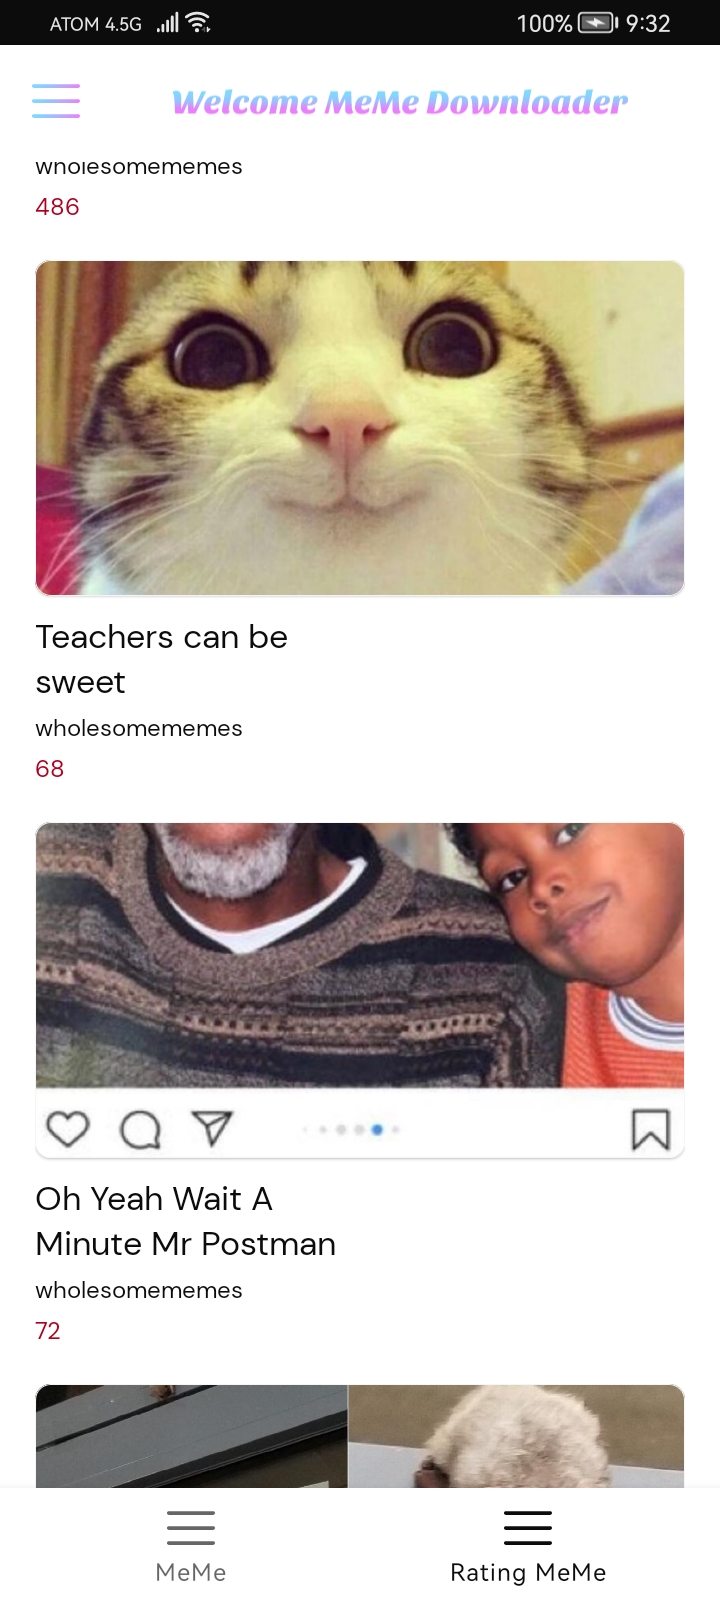 ATOM 4.5G 100% 9:32
Welcome MeMe Downloader
wholesomememes
486
Teachers can be
sweet
wholesomememes
68
Oh Yeah Wait A
Minute Mr Postman
wholesomememes
72
MeMe Rating MeMe